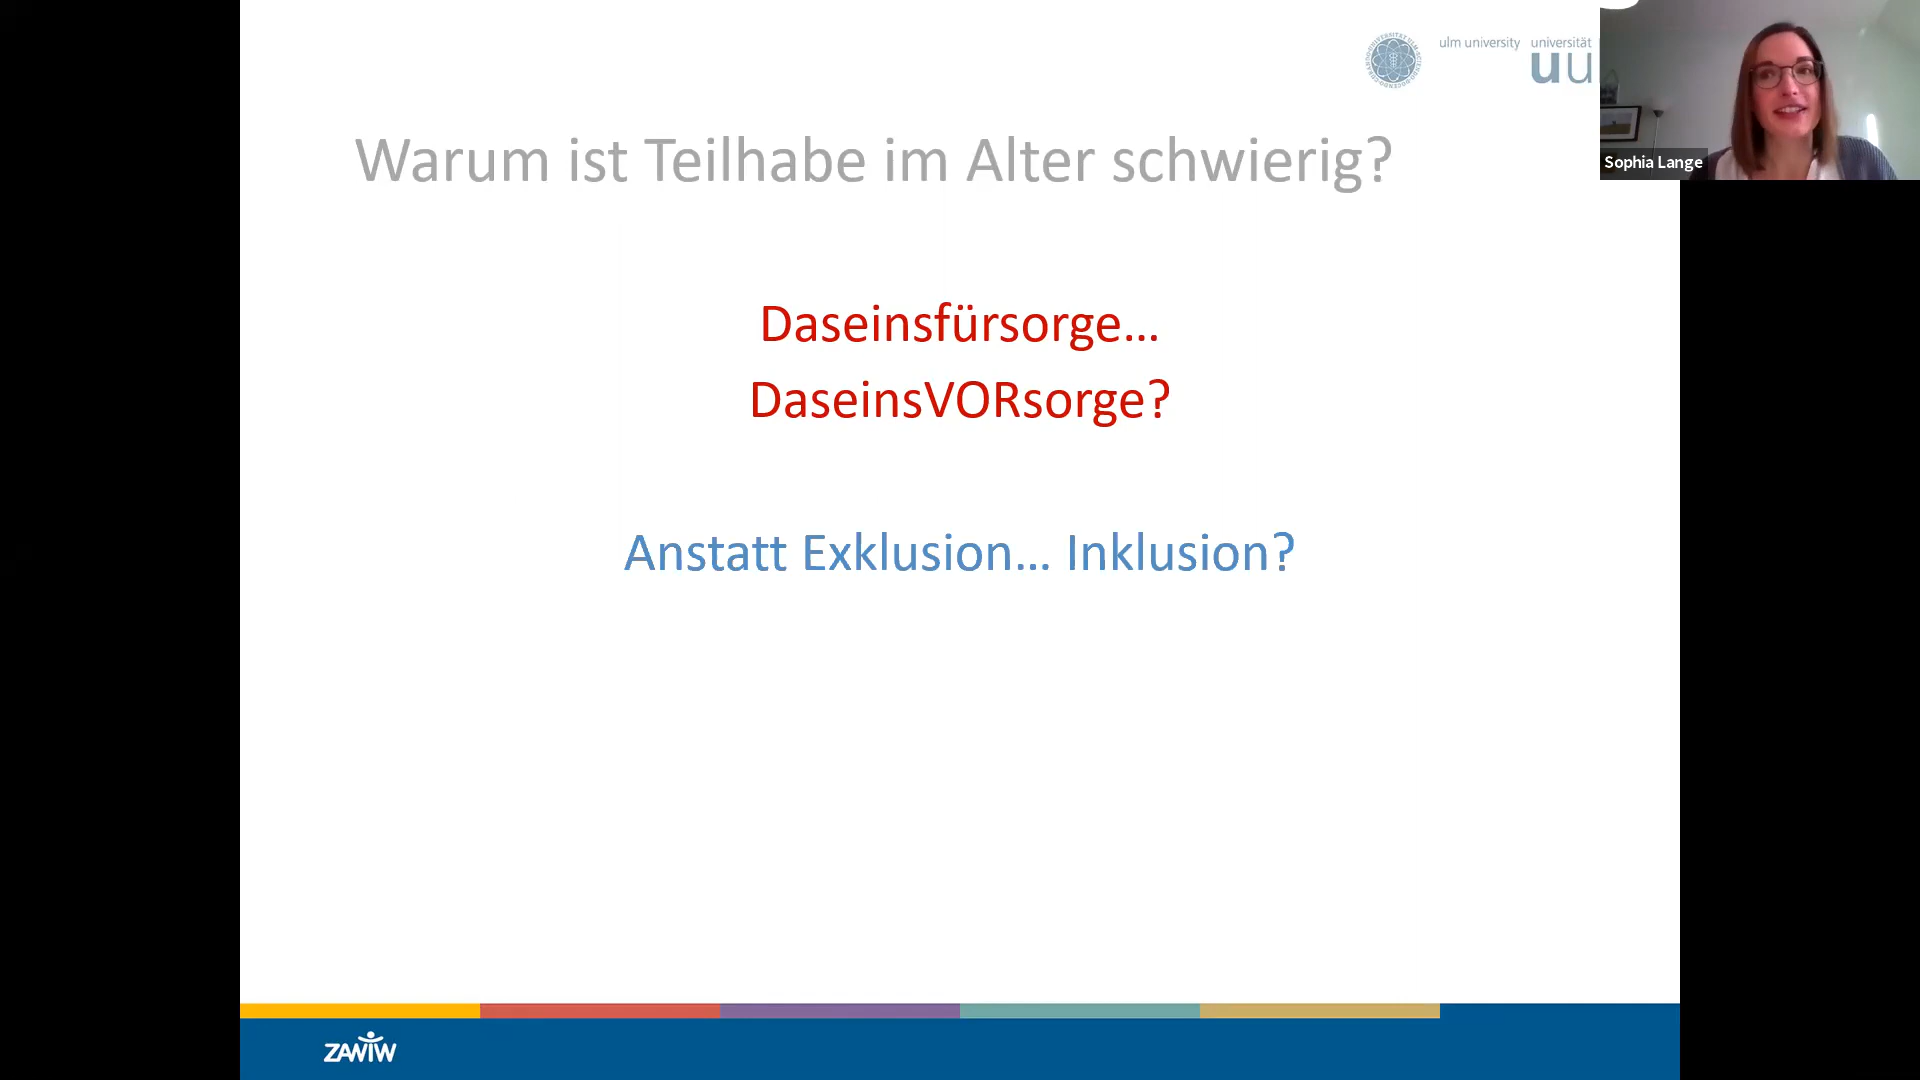 ulm university universität
uu
Sophia Lange
Warum ist Teilhabe im Alter schwierig?
Daseinsfürsorge...
DaseinsVORsorge?
Anstatt Exklusion... Inklusion?
ZAWiW